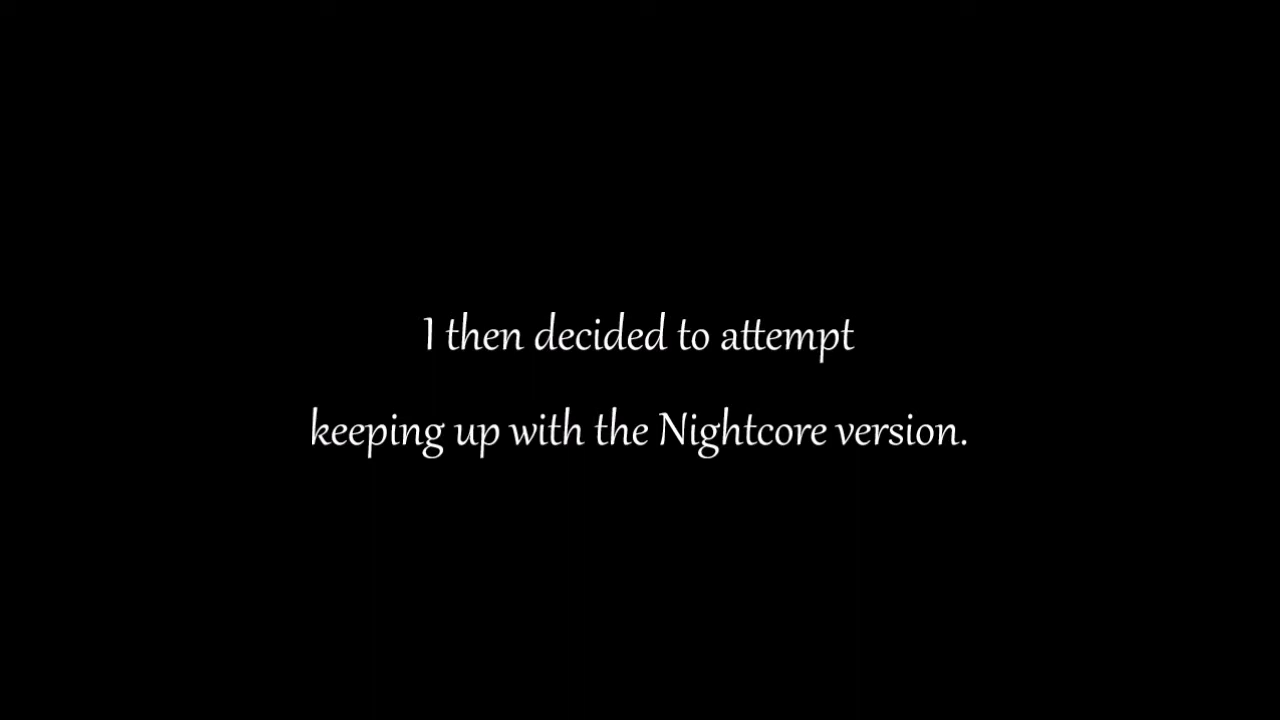 I then decided to attempt
keeping up with the Nightcore version.